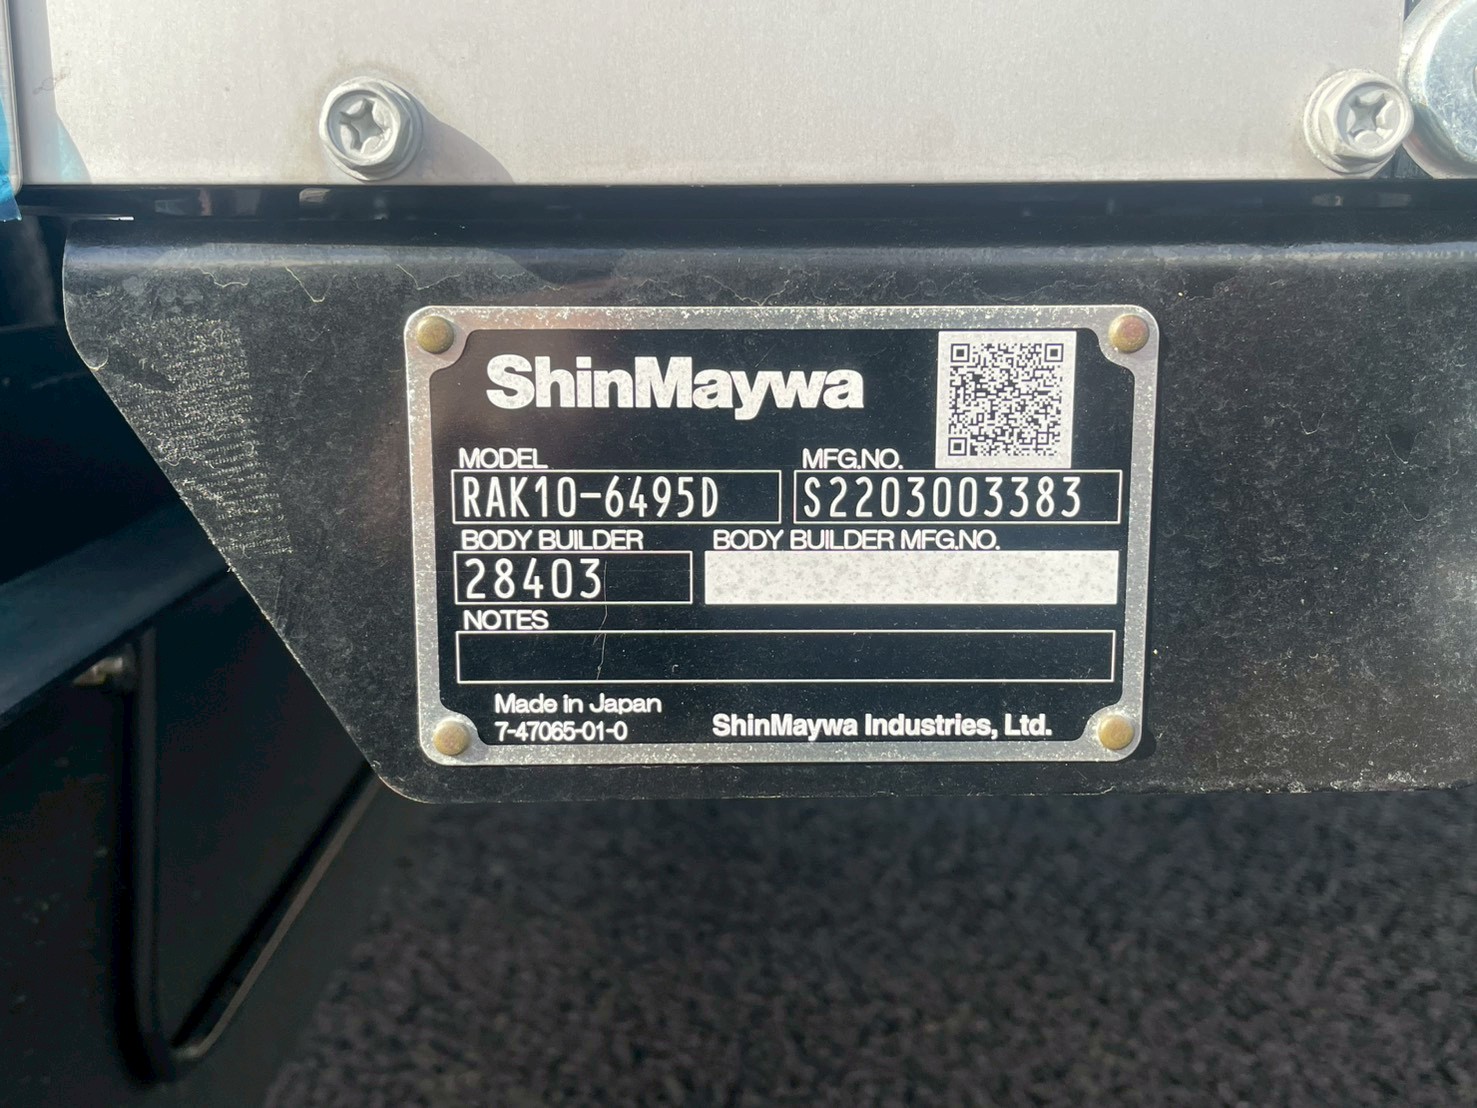 ShinMaywa
MODEL MFG.NO.
RAK10-6495D S2203003383
BODY BUILDER BODY BUILDER MFG.NO.
28403
NOTES
Made in Japan
7-47065-01-0 ShinMaywa Industries, Ltd.